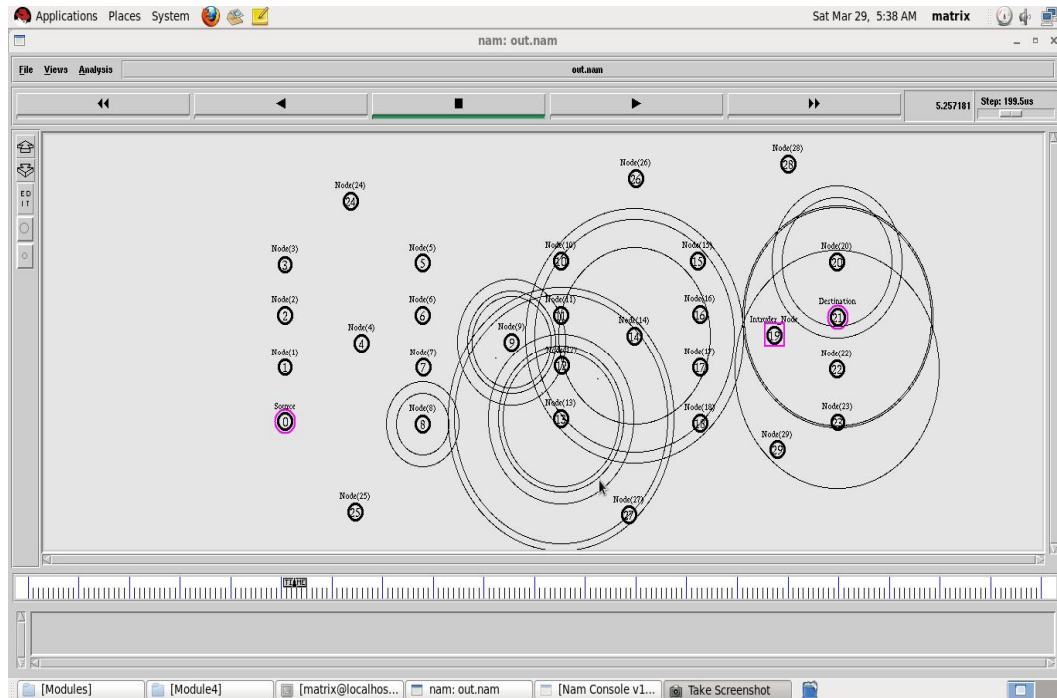 Applications Places System Sat Mar 29, 5:38 AM matrix
nam: out.nam
File Views Analysis out.nam
5.257181 Step: 199.5us
ED
IT
Node(28)
28
Node(26)
26
Node(24)
24
Node(3)
3
Node(5)
5
Node(10)
10
Node(15)
15
Node(20)
20
Node(2)
2
Node(6)
6
Node(11)
11
Node(16)
16
Destination
21
Node(4)
4
Node(9)
9
Node(14)
14
Intruder_Node
19
Node(1)
1
Node(7)
7
Node(12)
12
Node(17)
17
Node(22)
22
Source
0
Node(8)
8
Node(13)
13
Node(18)
18
Node(23)
23
Node(29)
29
Node(25)
25
Node(27)
27
TIME
[Modules] [Module4] [matrix@localhos... nam: out.nam [Nam Console v1... Take Screenshot